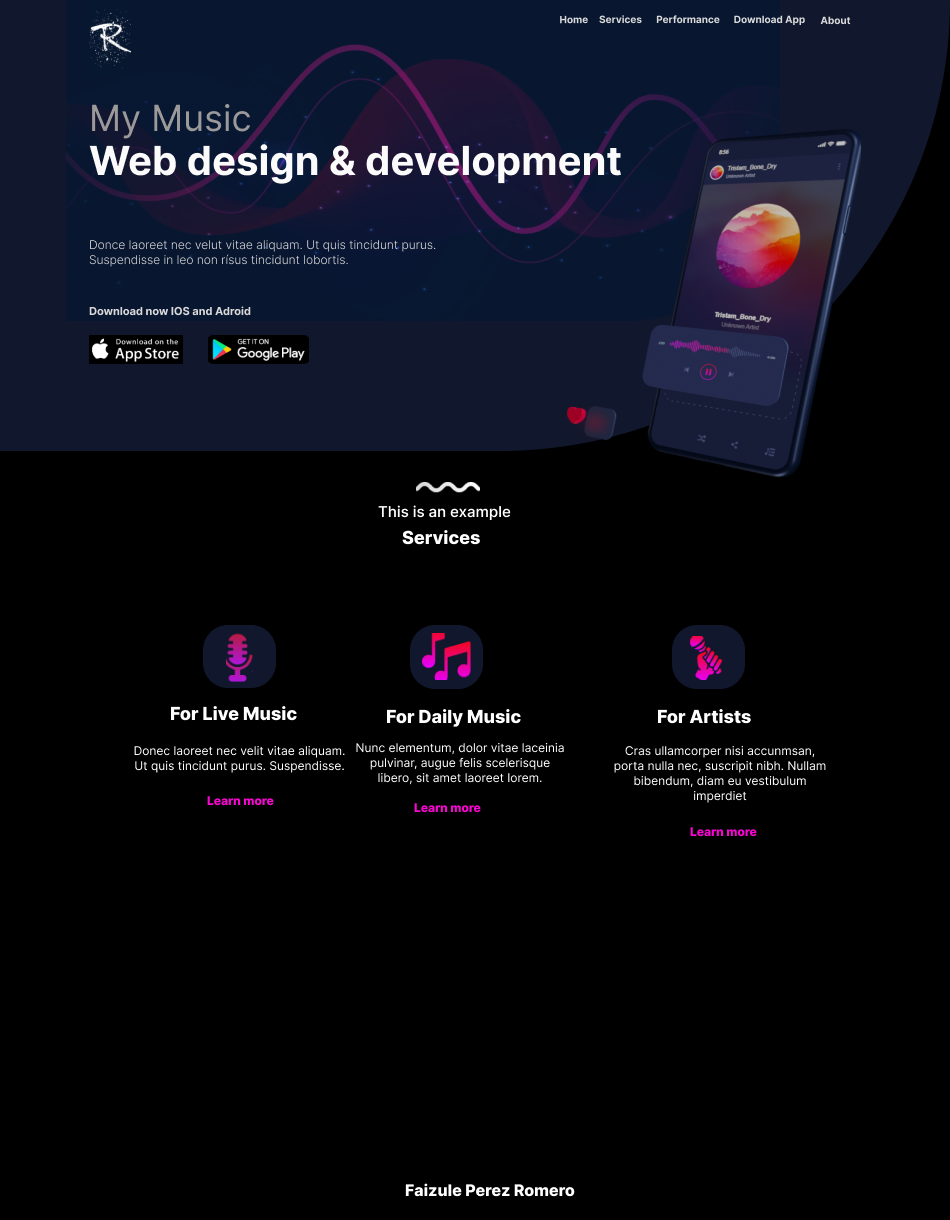 R
Home Services Performance Download App About
My Music
Web design & development
8:56
Tristam_Bone_Dry
Unknown Artist
Donce laoreet nec velut vitae aliquam. Ut quis tincidunt purus.
Suspendisse in leo non rísus tincidunt lobortis.
Download now IOS and Adroid
Download on the
App Store
GET IT ON
Google Play
Tristam_Bone_Dry
Unknown Artist
This is an example
Services
For Live Music
Donec laoreet nec velit vitae aliquam.
Ut quis tincidunt purus. Suspendisse.
Learn more
For Daily Music
Nunc elementum, dolor vitae laceinia
pulvinar, augue felis scelerisque
libero, sit amet laoreet lorem.
Learn more
For Artists
Cras ullamcorper nisi accunmsan,
porta nulla nec, suscripit nibh. Nullam
bibendum, diam eu vestibulum
imperdiet
Learn more
Faizule Perez Romero